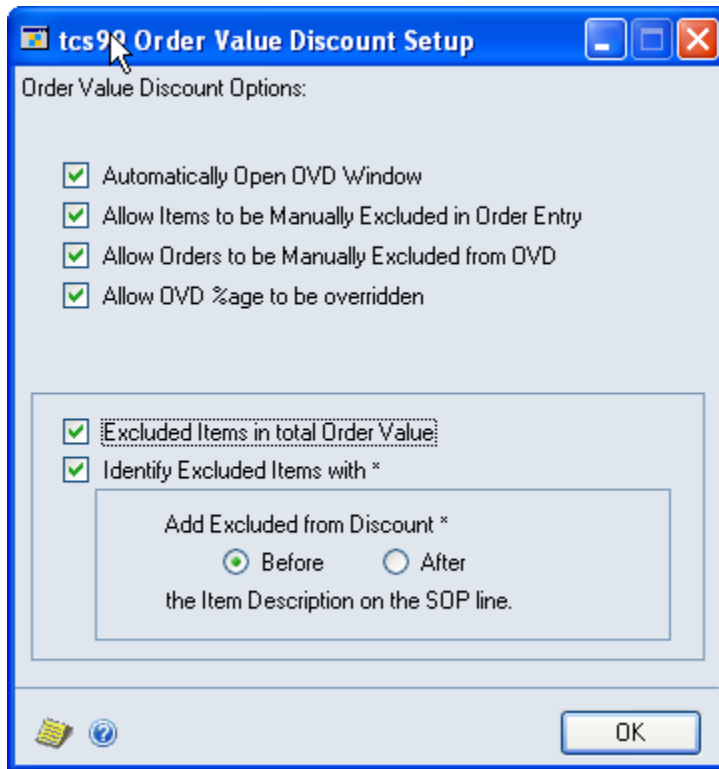 Order Value Discount Setup
Order Value Discount Options:
Automatically Open OVD Window
Allow Items to be Manually Excluded in Order Entry
Allow Orders to be Manually Excluded from OVD
Allow OVD %age to be overridden
Excluded Items in total Order Value
Identify Excluded Items with *
Add Excluded from Discount *
Before After
the Item Description on the SOP line.
OK